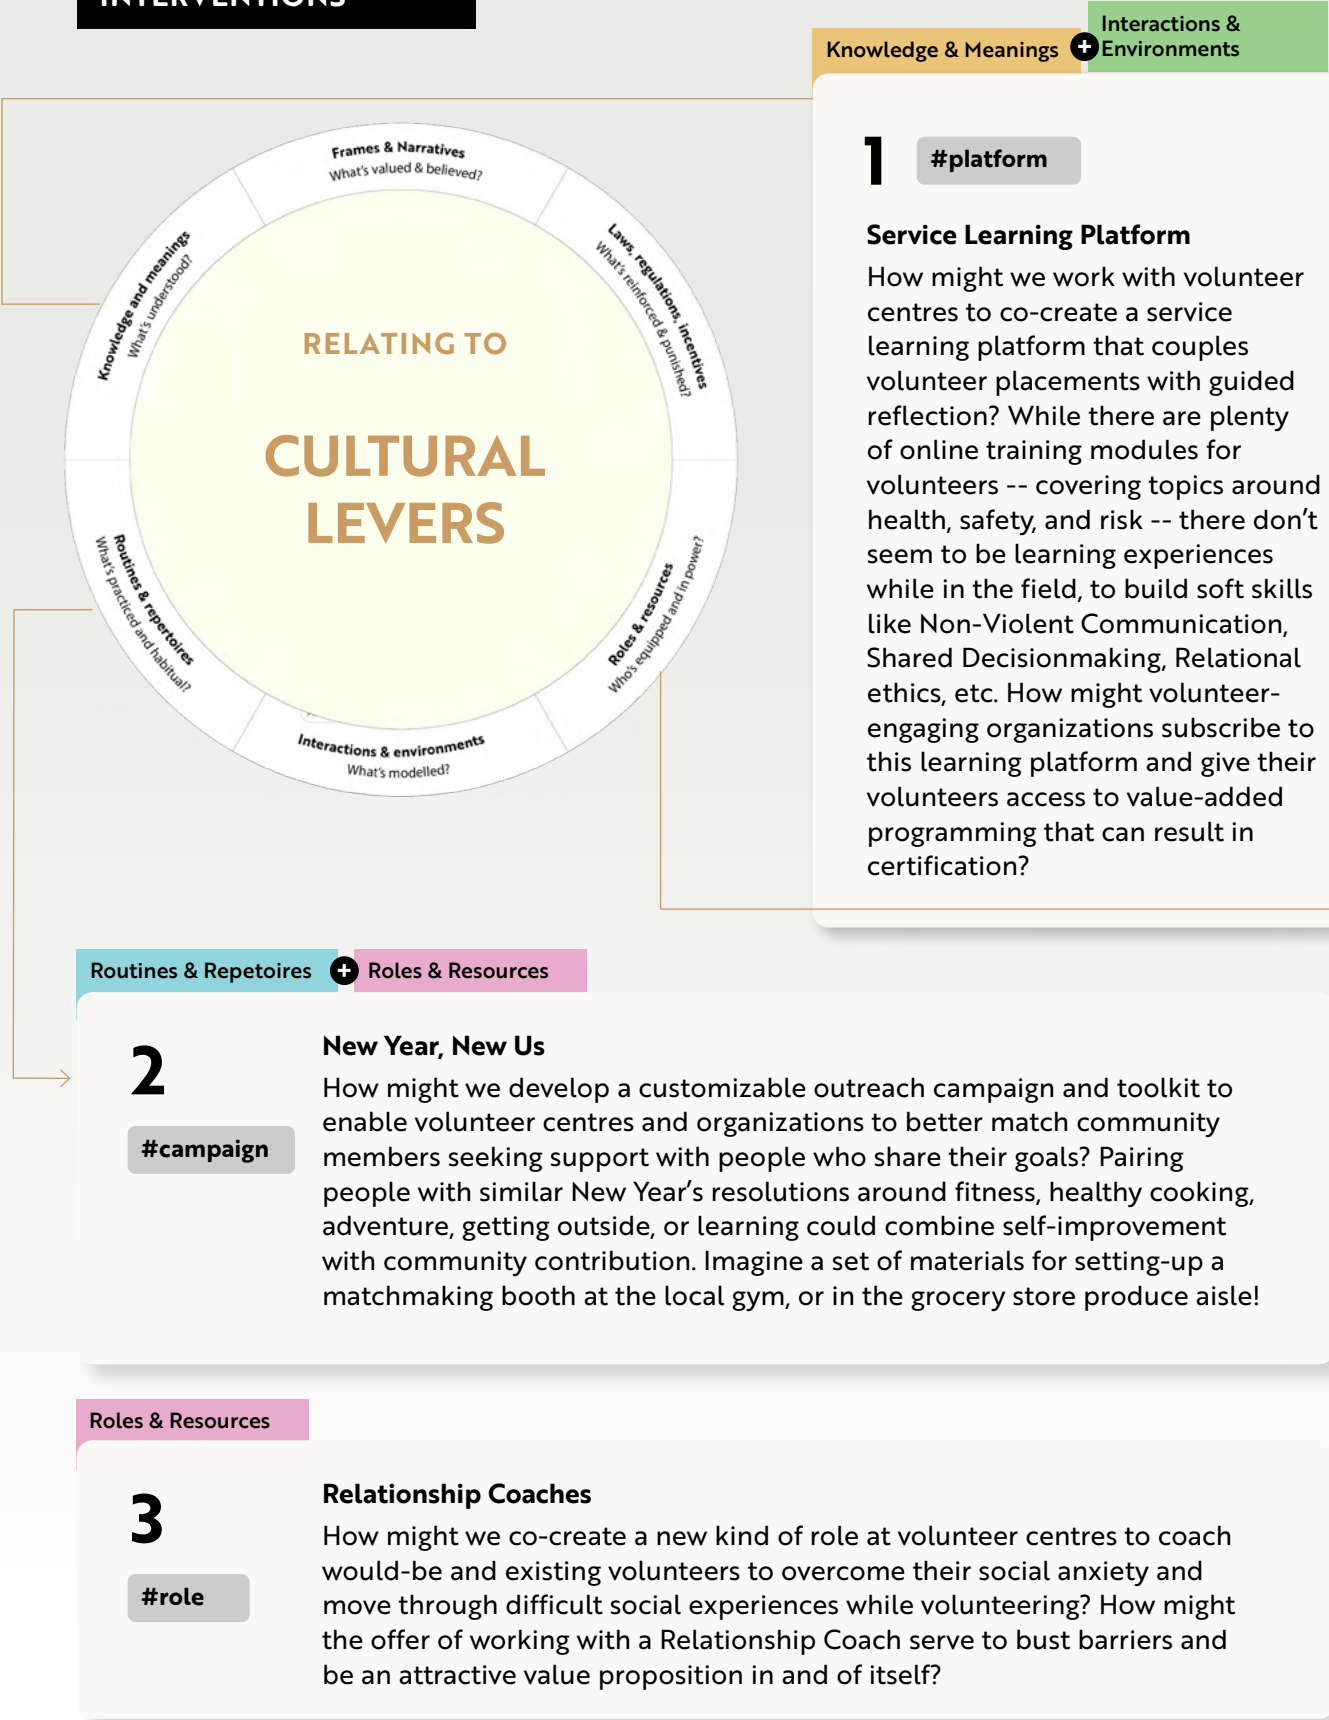 INTERVENTIONS
Knowledge & Meanings
+
Interactions &
Environments
Frames & Narratives
What's valued & believed?
Laws, regulations, incentives
What's reinforced & punished?
Knowledge and meanings
What's understood?
RELATING TO
CULTURAL
LEVERS
Routines & repertoires
What's practiced and habitual?
Roles & resources
Who's equipped and in power?
Interactions & environments
What's modelled?
1
#platform
Service Learning Platform
How might we work with volunteer
centres to co-create a service
learning platform that couples
volunteer placements with guided
reflection? While there are plenty
of online training modules for
volunteers -- covering topics around
health, safety, and risk -- there don’t
seem to be learning experiences
while in the field, to build soft skills
like Non-Violent Communication,
Shared Decisionmaking, Relational
ethics, etc. How might volunteer-
engaging organizations subscribe to
this learning platform and give their
volunteers access to value-added
programming that can result in
certification?
Routines & Repetoires
+
Roles & Resources
2
#campaign
New Year, New Us
How might we develop a customizable outreach campaign and toolkit to
enable volunteer centres and organizations to better match community
members seeking support with people who share their goals? Pairing
people with similar New Year’s resolutions around fitness, healthy cooking,
adventure, getting outside, or learning could combine self-improvement
with community contribution. Imagine a set of materials for setting-up a
matchmaking booth at the local gym, or in the grocery store produce aisle!
Roles & Resources
3
#role
Relationship Coaches
How might we co-create a new kind of role at volunteer centres to coach
would-be and existing volunteers to overcome their social anxiety and
move through difficult social experiences while volunteering? How might
the offer of working with a Relationship Coach serve to bust barriers and
be an attractive value proposition in and of itself?